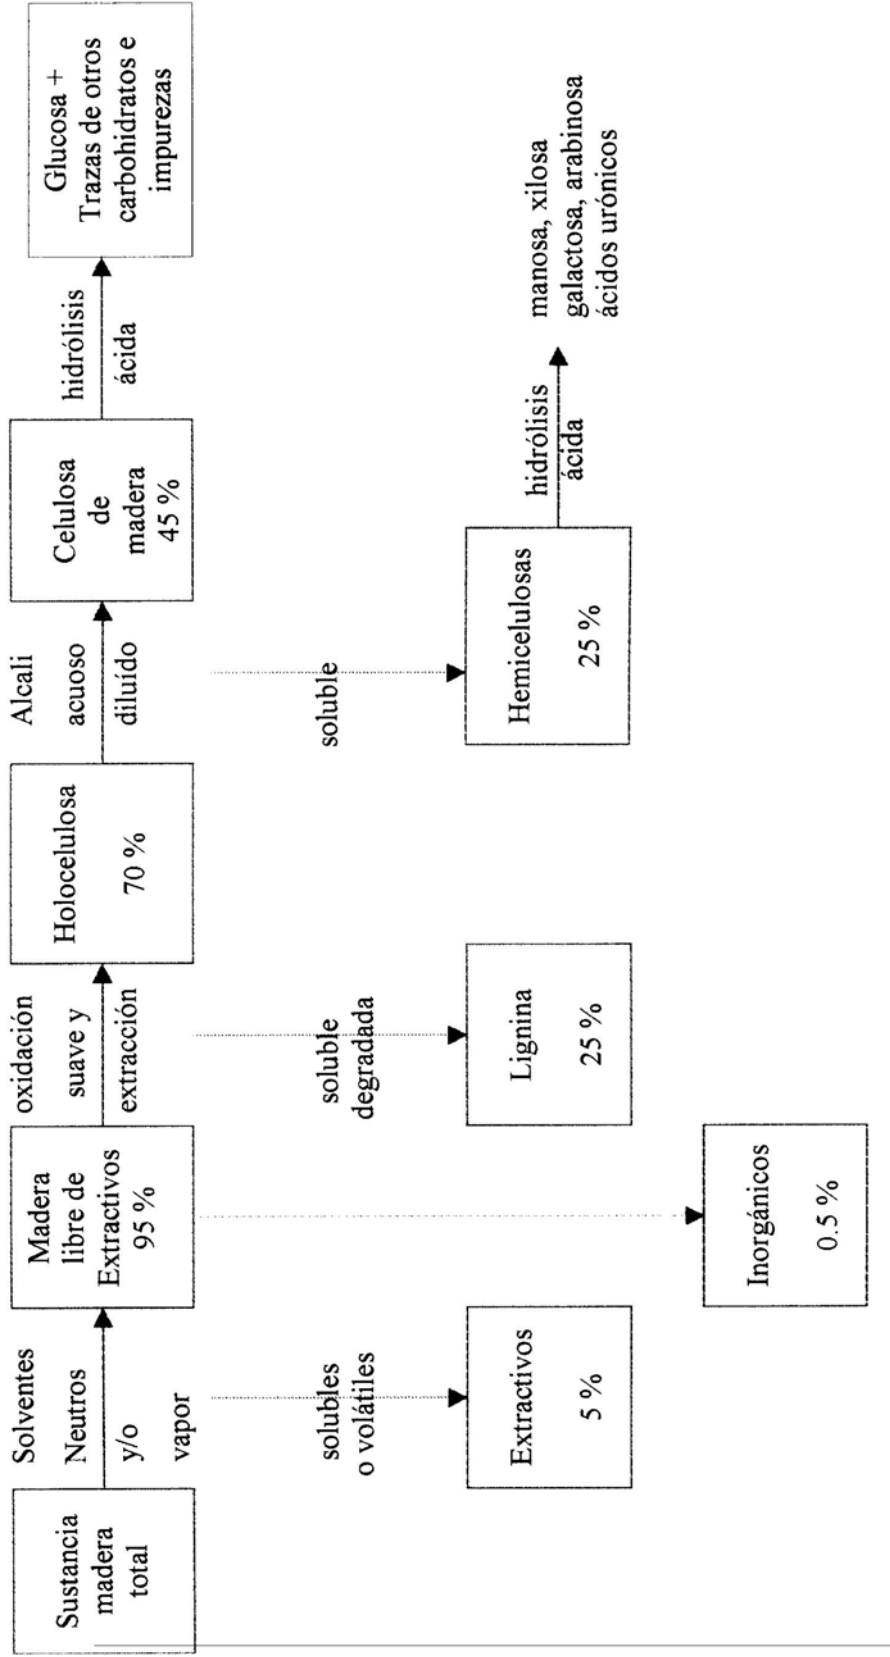 Sustancia
madera
total
Solventes
Neutros
y/o
vapor
Madera
libre de
Extractivos
95 %
oxidación
suave y
extracción
Holocelulosa
70 %
Alcali
acuoso
diluído
Celulosa
de
madera
45 %
hidrólisis
ácida
Glucosa +
Trazas de otros
carbohidratos e
impurezas
solubles
o volátiles
Extractivos
5 %
Inorgánicos
0.5 %
soluble
degradada
Lignina
25 %
soluble
Hemicelulosas
25 %
hidrólisis
ácida
manosa, xilosa
galactosa, arabinosa
ácidos urónicos